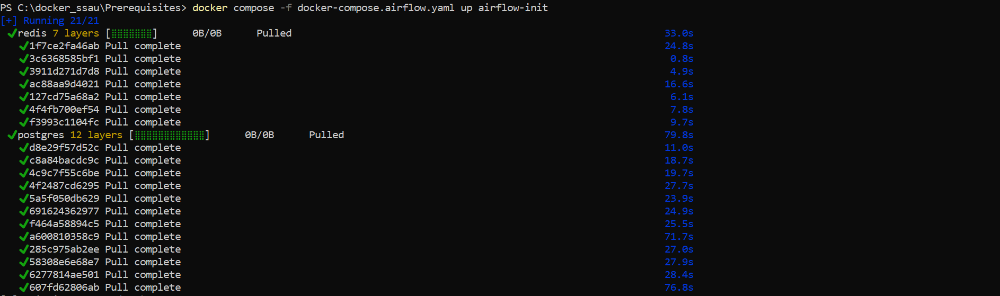 PS C:\docker_ssau\Prerequisites> docker compose -f docker-compose.airflow.yaml up airflow-init
[+] Running 21/21
✔redis 7 layers [⣿⣿⣿⣿⣿⣿⣿] 0B/0B Pulled 33.0s
✔1f7ce2fa46ab Pull complete 24.8s
✔3c6368585bf1 Pull complete 0.8s
✔3911d271d7d8 Pull complete 4.9s
✔ac88aa9d4021 Pull complete 16.6s
✔127cd75a68a2 Pull complete 6.1s
✔4f4fb700ef54 Pull complete 7.8s
✔f3993c1104fc Pull complete 9.7s
✔postgres 12 layers [⣿⣿⣿⣿⣿⣿⣿⣿⣿⣿⣿⣿] 0B/0B Pulled 79.8s
✔d8e29f57d52c Pull complete 11.0s
✔c8a84bacdc9c Pull complete 18.7s
✔4c9c7f55c6be Pull complete 19.7s
✔4f2487cd6295 Pull complete 27.7s
✔5a5f050db629 Pull complete 23.9s
✔691624362977 Pull complete 24.9s
✔f464a58894c5 Pull complete 25.5s
✔a600810358c9 Pull complete 71.7s
✔285c975ab2ee Pull complete 27.0s
✔58308e6e68e7 Pull complete 27.9s
✔6277814ae501 Pull complete 28.4s
✔607fd62806ab Pull complete 76.8s